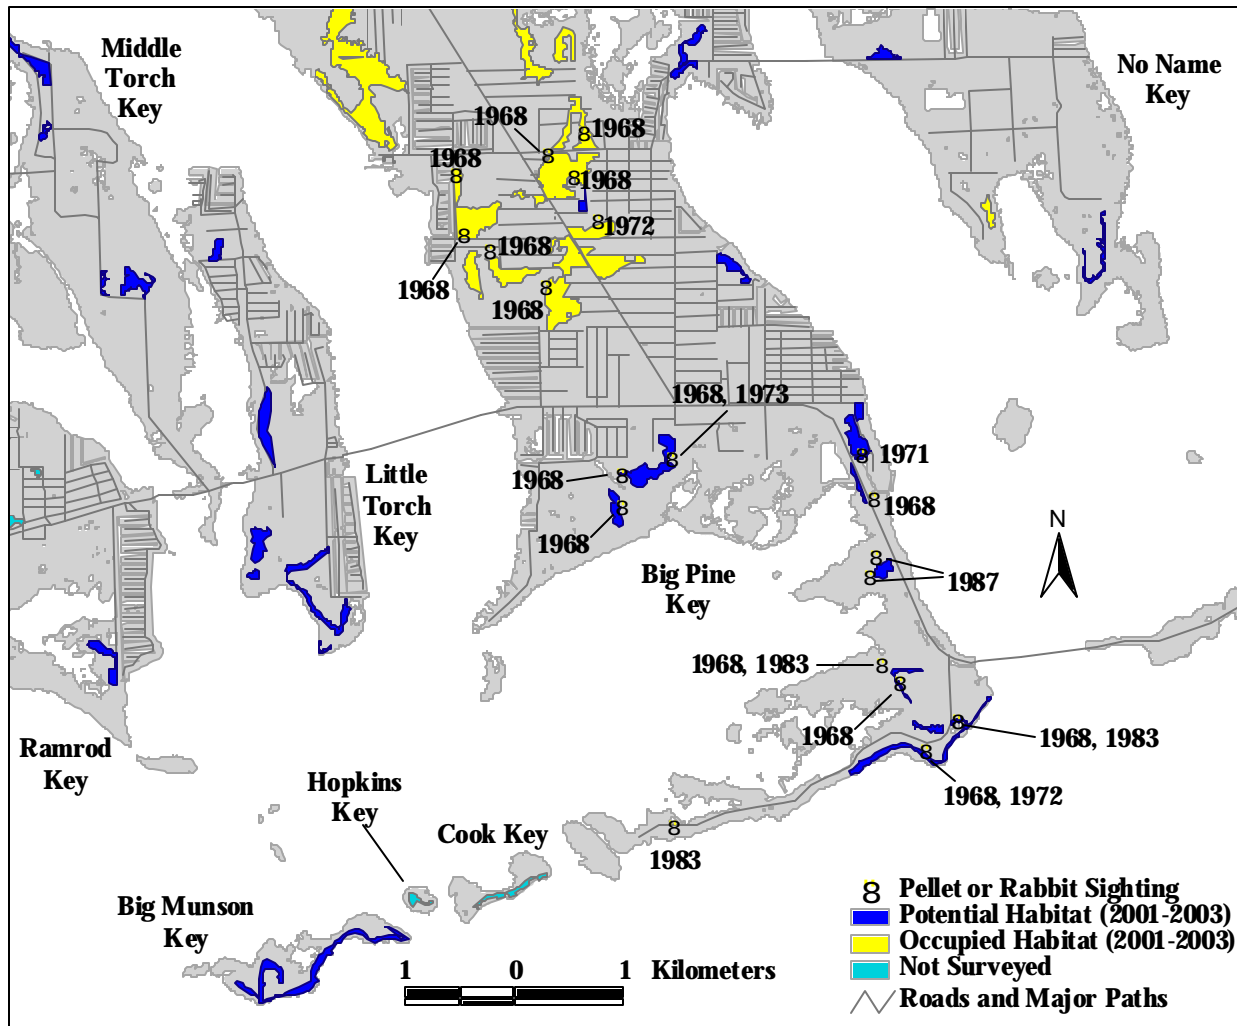 Middle
Torch
Key
No Name
Key
1968
1968
1968
1968
1972
1968
1968
1968
1968, 1973
1968
1971
1968
Little
Torch
Key
1968
N
Big Pine
Key
1987
1968, 1983
1968
1968, 1983
Ramrod
Key
1968, 1972
Hopkins
Key
Cook Key
1983
Big Munson
Key
1 0 1 Kilometers
8 Pellet or Rabbit Sighting
Potential Habitat (2001-2003)
Occupied Habitat (2001-2003)
Not Surveyed
Roads and Major Paths